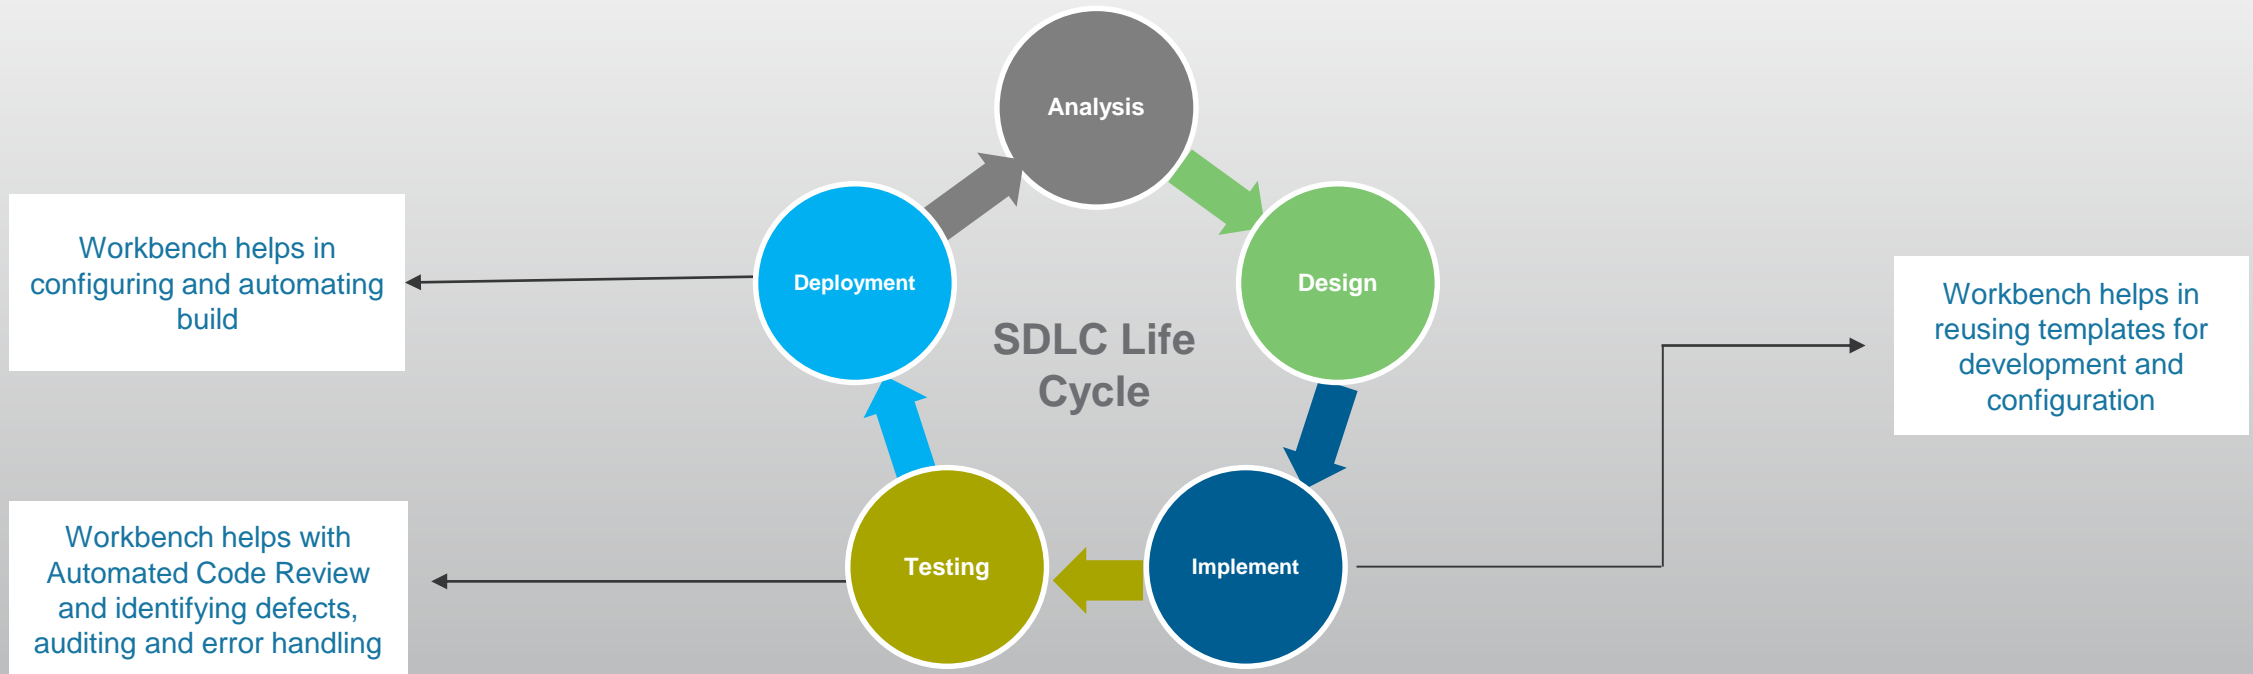 Analysis
Workbench helps in
configuring and automating
build
Deployment
Design
SDLC Life
Cycle
Workbench helps in
reusing templates for
development and
configuration
Workbench helps with
Automated Code Review
and identifying defects,
auditing and error handling
Testing
Implement